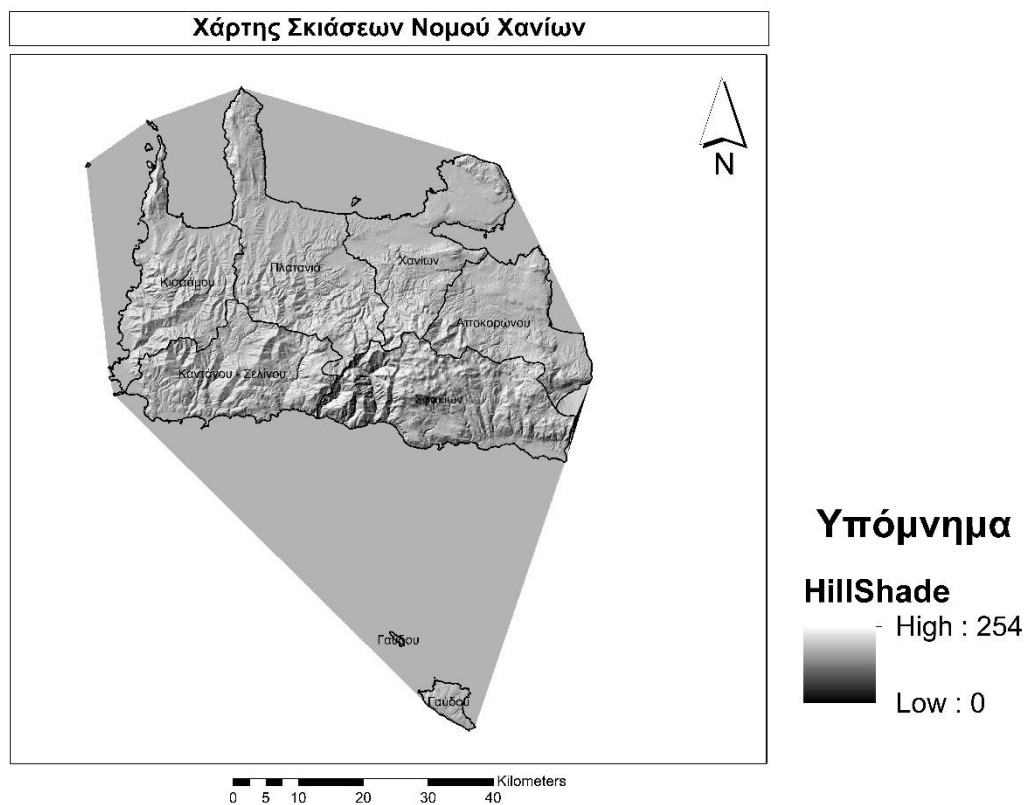 Χάρτης Σκιάσεων Νομού Χανίων
N
Χανίων
Πλατανιά
Κισσάμου
Αποκορώνου
Καντάνου - Σελίνου
Σφακίων
Υπόμνημα
HillShade
High : 254
Low : 0
Γαύδου
Γαύδου
Kilometers
0 5 10 20 30 40